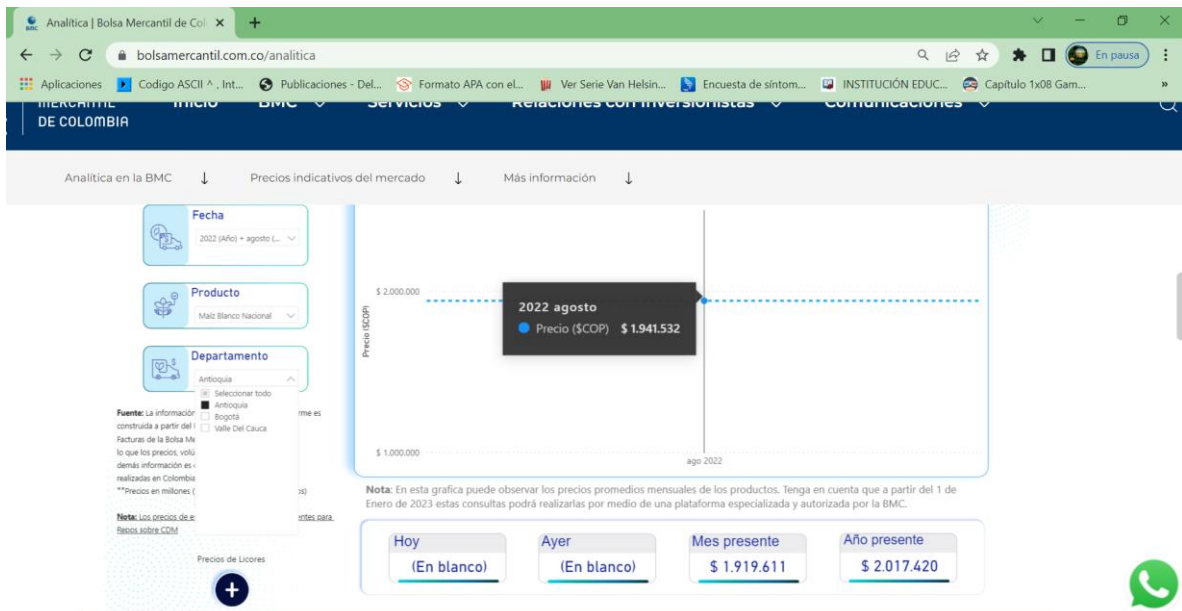 Analítica | Bolsa Mercantil de Col
bolsamercantil.com.co/analitica
En pausa
Aplicaciones Codigo ASCII ^ , Int... Publicaciones - Del... Formato APA con el... Ver Serie Van Helsin... Encuesta de síntom... INSTITUCIÓN EDUC... Capítulo 1x08 Gam... »
MERCANTIL Inicio BMC Servicios Relaciones con Inversionistas Comunicaciones
DE COLOMBIA
Analítica en la BMC ↓ Precios indicativos del mercado ↓ Más información ↓
Fecha
2022 (Año) + agosto (...
Producto
Maíz Blanco Nacional
Departamento
Antioquia
Seleccionar todo
Antioquia
Bogotá
Valle Del Cauca
Fuente: La información rme es
construida a partir del
Facturas de la Bolsa Me
lo que los precios, volú
demás información es
realizadas en Colombia
**Precios en millones ( os)
Nota: Los precios de e entes para
Repos sobre CDM
Precios de Licores
+
Precio ($COP)
$ 2.000.000
$ 1.000.000
2022 agosto
Precio ($COP) $ 1.941.532
ago 2022
Nota: En esta grafica puede observar los precios promedios mensuales de los productos. Tenga en cuenta que a partir del 1 de
Enero de 2023 estas consultas podrá realizarlas por medio de una plataforma especializada y autorizada por la BMC.
Hoy Ayer Mes presente Año presente
(En blanco) (En blanco) $ 1.919.611 $ 2.017.420